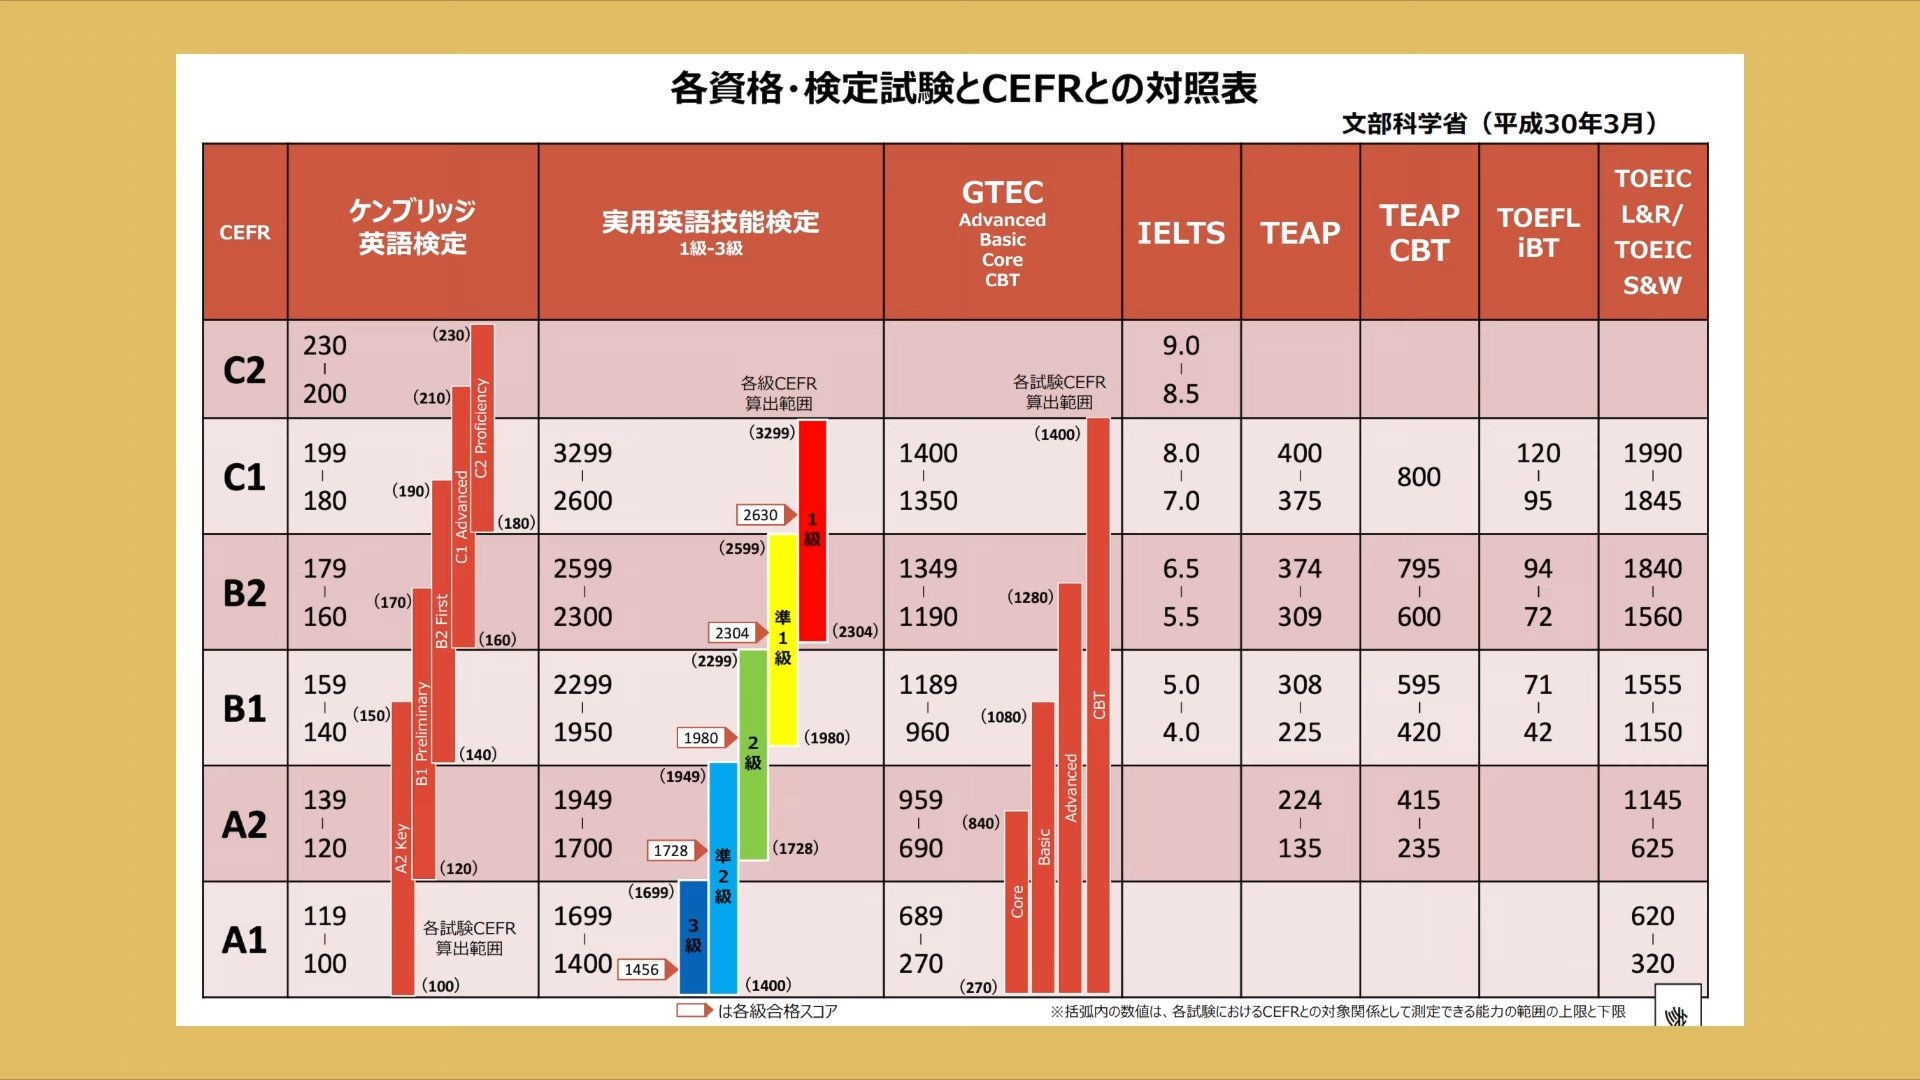 各資格・検定試験とCEFRとの対照表
文部科学省（平成30年3月）
CEFR
ケンブリッジ
英語検定
実用英語技能検定
1級-3級
GTEC
Advanced
Basic
Core
CBT
IELTS
TEAP
TEAP
CBT
TOEFL
iBT
TOEIC
L&R/
TOEIC
S&W
C2
230
200
(230)
(210)
各級CEFR
算出範囲
各試験CEFR
算出範囲
9.0
8.5
C1
199
180
(190)
(180)
3299
2600
(3299)
2630
1400
1350
(1400)
8.0
7.0
400
375
800
120
95
1990
1845
B2
179
160
(170)
(160)
2599
2300
(2599)
2304
(2304)
1349
1190
(1280)
6.5
5.5
374
309
795
600
94
72
1840
1560
B1
159
140
(150)
(140)
2299
1950
(2299)
1980
(1980)
1189
960
(1080)
5.0
4.0
308
225
595
420
71
42
1555
1150
A2
139
120
(120)
1949
1700
(1949)
1728
(1728)
959
690
(840)
224
135
415
235
1145
625
A1
119
100
各試験CEFR
算出範囲
(100)
1699
1400
(1699)
1456
(1400)
689
270
(270)
620
320
A2 Key
B1 Preliminary
B2 First
C1 Advanced
C2 Proficiency
3級
準2級
2級
準1級
1級
Core
Basic
Advanced
CBT
は各級合格スコア
※括弧内の数値は、各試験におけるCEFRとの対象関係として測定できる能力の範囲の上限と下限